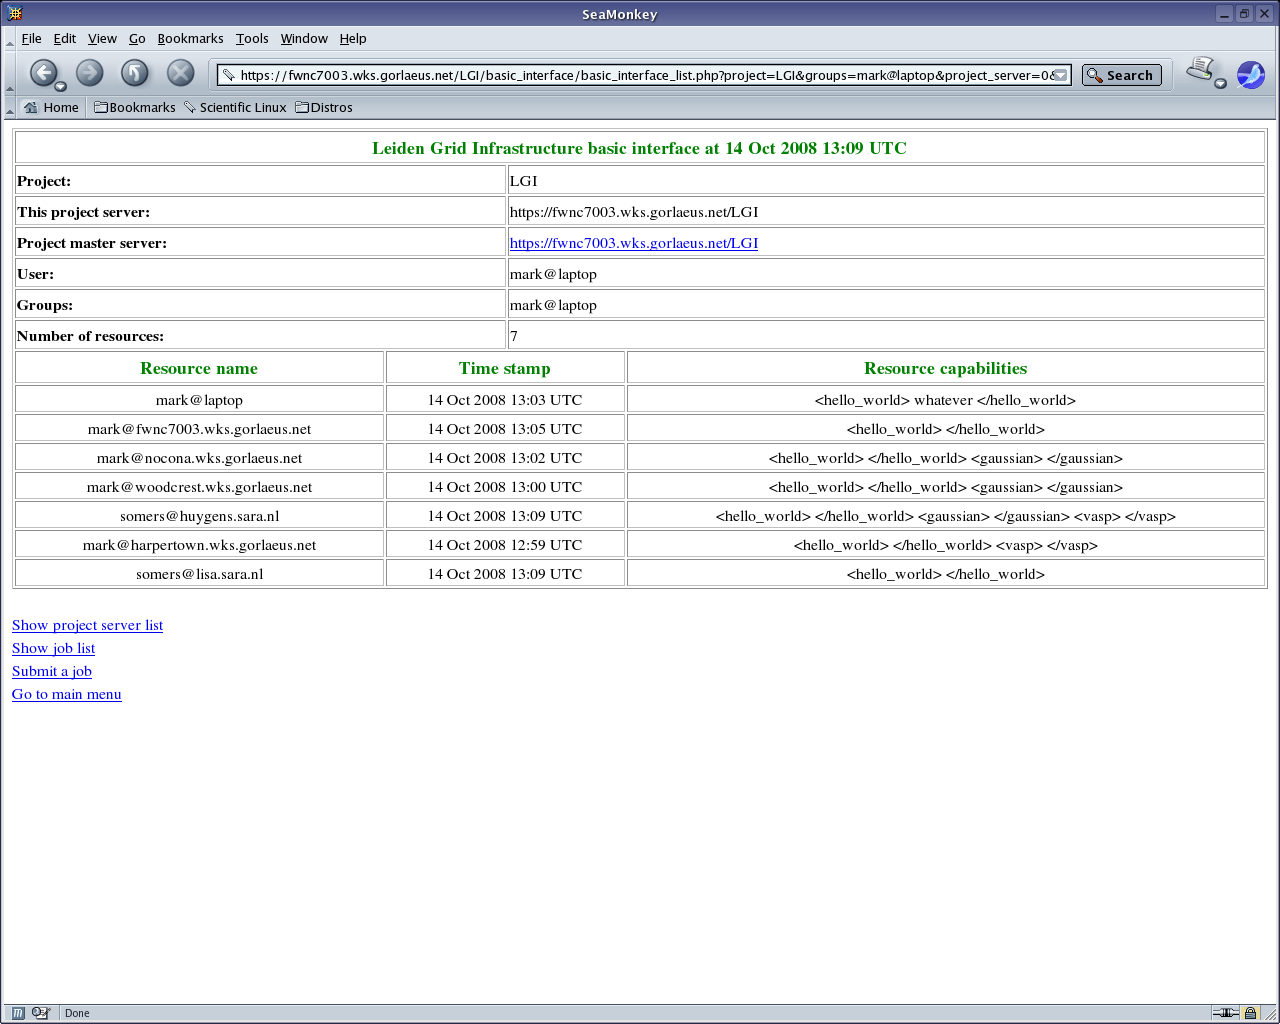 SeaMonkey
File Edit View Go Bookmarks Tools Window Help
https://fwnc7003.wks.gorlaeus.net/LGI/basic_interface/basic_interface_list.php?project=LGI&groups=mark@laptop&project_server=0& Search
Home Bookmarks Scientific Linux Distros
Leiden Grid Infrastructure basic interface at 14 Oct 2008 13:09 UTC
Project: LGI
This project server: https://fwnc7003.wks.gorlaeus.net/LGI
Project master server: https://fwnc7003.wks.gorlaeus.net/LGI
User: mark@laptop
Groups: mark@laptop
Number of resources: 7
Resource name Time stamp Resource capabilities
mark@laptop 14 Oct 2008 13:03 UTC <hello_world> whatever </hello_world>
mark@fwnc7003.wks.gorlaeus.net 14 Oct 2008 13:05 UTC <hello_world> </hello_world>
mark@nocona.wks.gorlaeus.net 14 Oct 2008 13:02 UTC <hello_world> </hello_world> <gaussian> </gaussian>
mark@woodcrest.wks.gorlaeus.net 14 Oct 2008 13:00 UTC <hello_world> </hello_world> <gaussian> </gaussian>
somers@huygens.sara.nl 14 Oct 2008 13:09 UTC <hello_world> </hello_world> <gaussian> </gaussian> <vasp> </vasp>
mark@harpertown.wks.gorlaeus.net 14 Oct 2008 12:59 UTC <hello_world> </hello_world> <vasp> </vasp>
somers@lisa.sara.nl 14 Oct 2008 13:09 UTC <hello_world> </hello_world>
Show project server list
Show job list
Submit a job
Go to main menu
Done